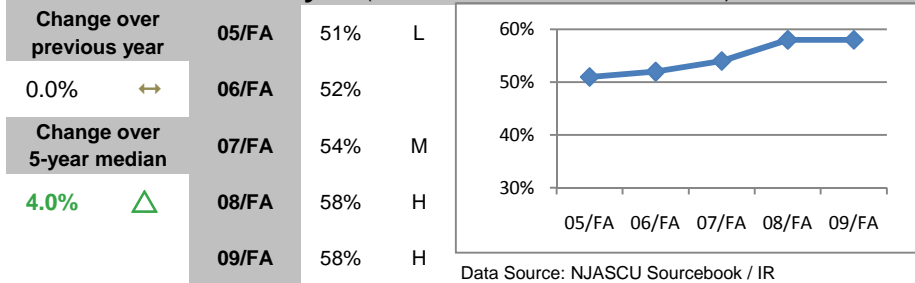 Change over
previous year
0.0% ↔
Change over
5-year median
4.0% △
05/FA 51% L
06/FA 52%
07/FA 54% M
08/FA 58% H
09/FA 58% H
60%
50%
40%
30%
05/FA 06/FA 07/FA 08/FA 09/FA
Data Source: NJASCU Sourcebook / IR